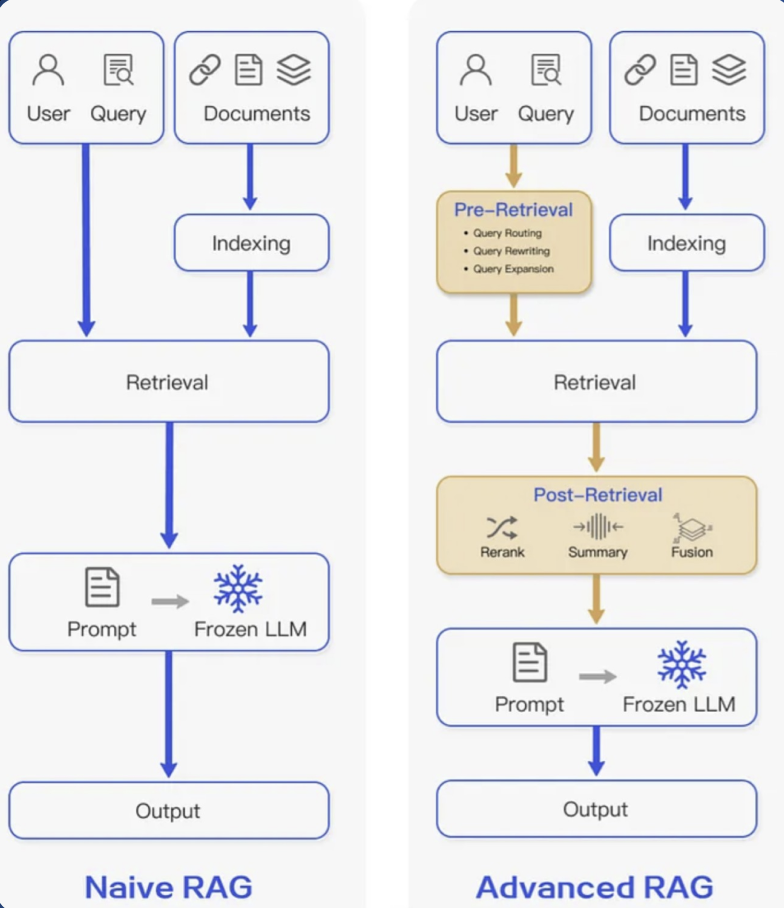 User Query
Documents
Indexing
Retrieval
Prompt
Frozen LLM
Output
Naive RAG
User Query
Documents
Pre-Retrieval
• Query Routing
• Query Rewriting
• Query Expansion
Indexing
Retrieval
Post-Retrieval
Rerank
Summary
Fusion
Prompt
Frozen LLM
Output
Advanced RAG